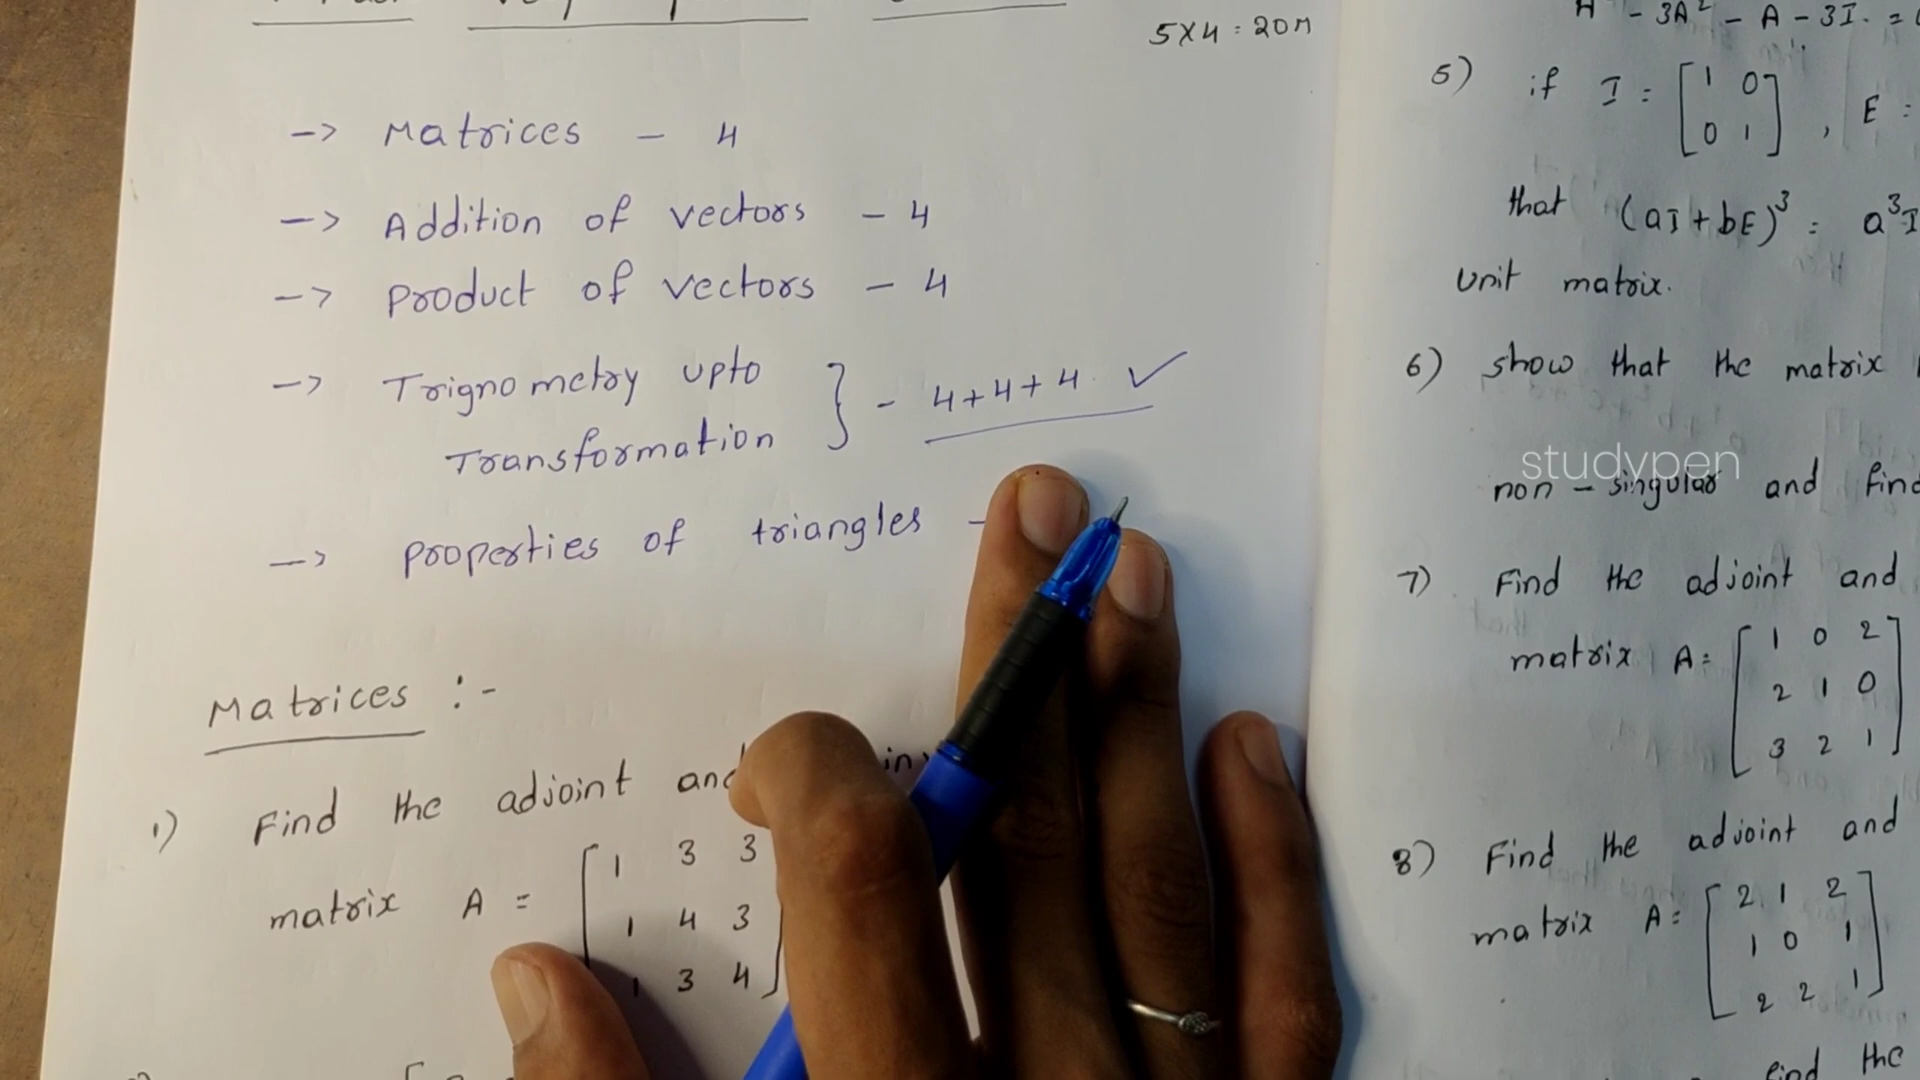 5X4 = 20M
-> Matrices - 4
-> Addition of vectors - 4
-> product of vectors - 4
-> Trignometry upto } - 4+4+4. ✓
Transformation
-> properties of triangles -
Matrices :-
1) Find the adjoint and
matrix A = [1 3 3
1 4 3
1 3 4]
- 3A² - A - 3I. =
5) if I = [1 0
0 1] , E =
that (aI+bE)³ = a³I
unit matrix.
6) show that the matrix
studypen
non - singular and find
7) Find the adjoint and
matrix A = [1 0 2
2 1 0
3 2 1]
8) Find the adjoint and
matrix A = [2 1 2
1 0 1
2 2 1]
find the